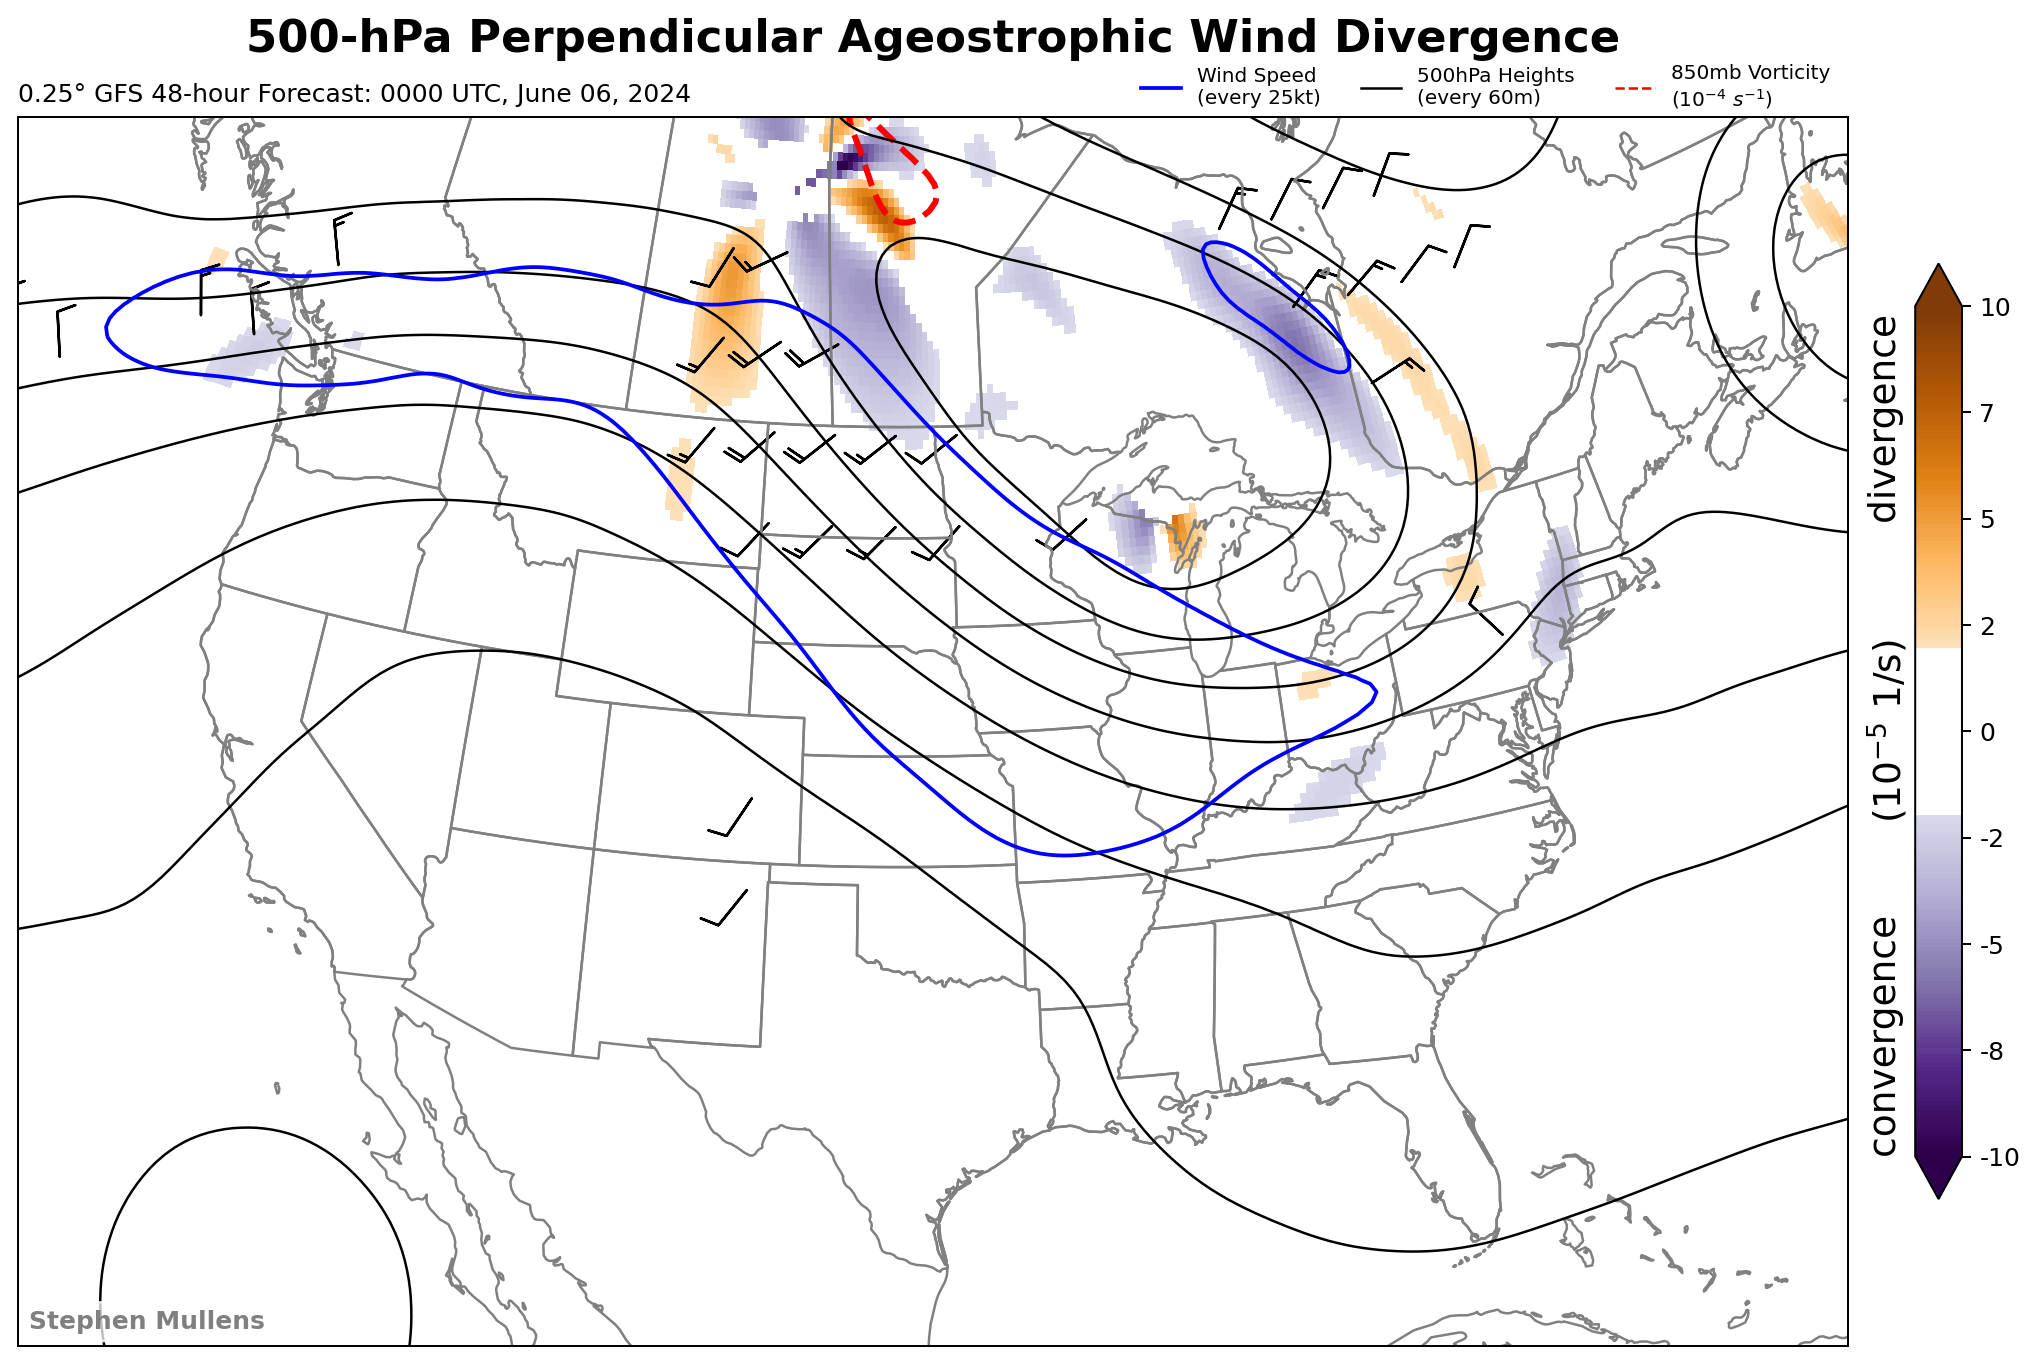 500-hPa Perpendicular Ageostrophic Wind Divergence
0.25° GFS 48-hour Forecast: 0000 UTC, June 06, 2024
Wind Speed
(every 25kt)
500hPa Heights
(every 60m)
850mb Vorticity
(10⁻⁴ s⁻¹)
10
7
5
2
0
-2
-5
-8
-10
convergence (10⁻⁵ 1/s) divergence
Stephen Mullens